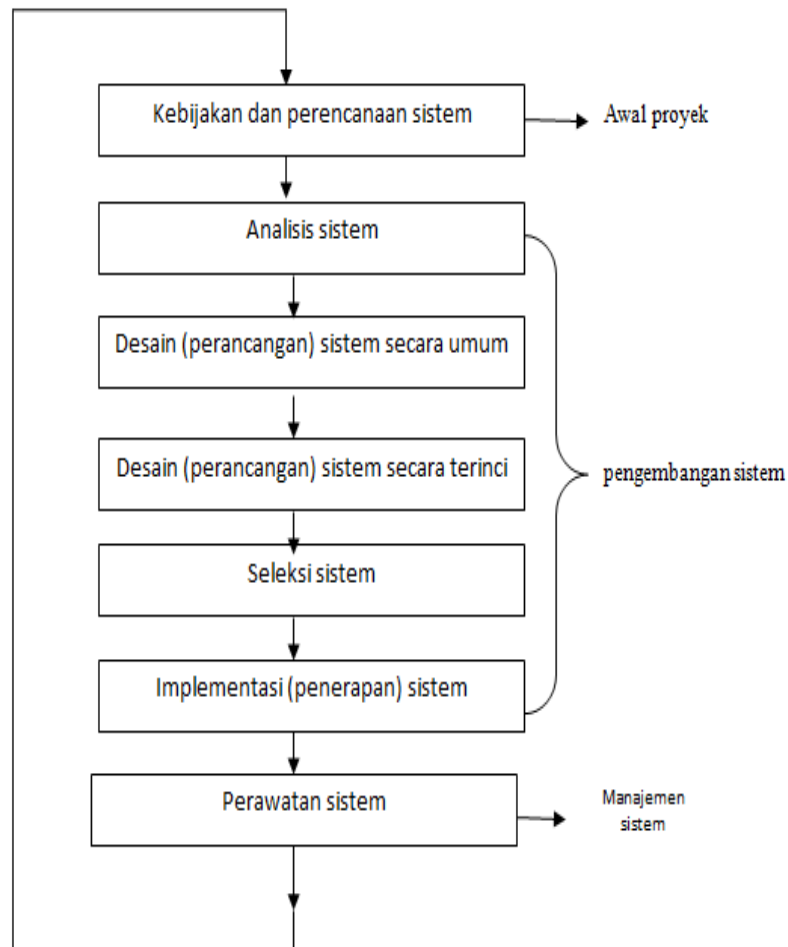 Kebijakan dan perencanaan sistem
Awal proyek
Analisis sistem
Desain (perancangan) sistem secara umum
Desain (perancangan) sistem secara terinci
pengembangan sistem
Seleksi sistem
Implementasi (penerapan) sistem
Perawatan sistem
Manajemen
sistem